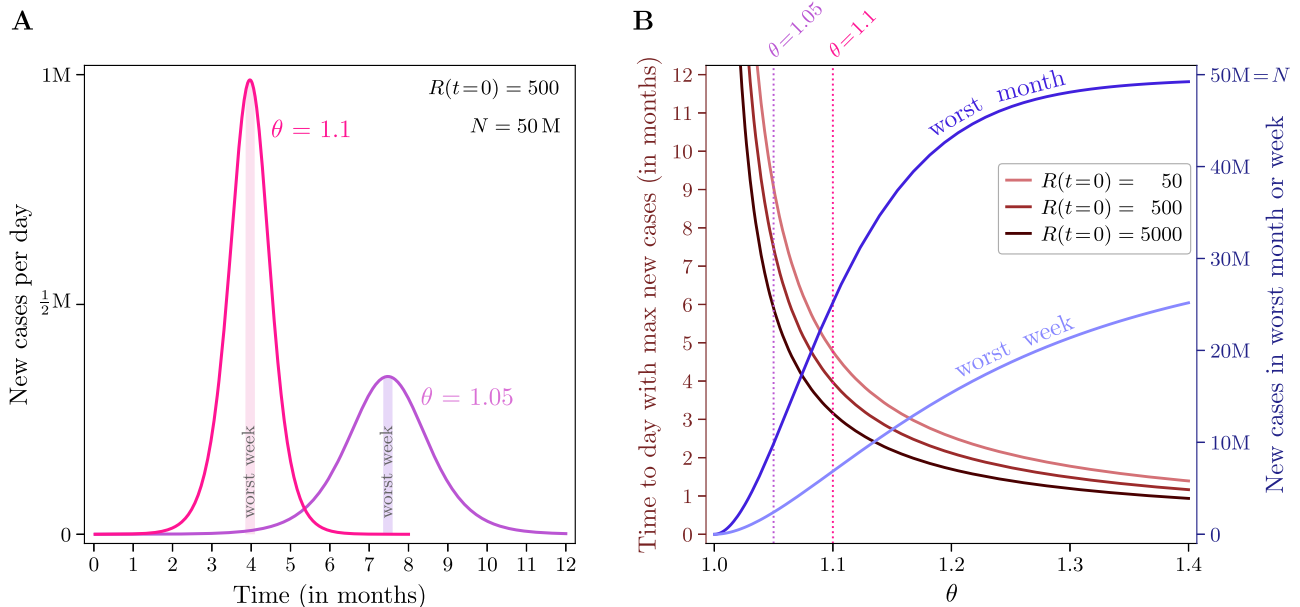 A
New cases per day
1M
½M
0
R(t=0) = 500
N = 50 M
θ = 1.1
θ = 1.05
worst week
worst week
0 1 2 3 4 5 6 7 8 9 10 11 12
Time (in months)
B
θ=1.05
θ=1.1
Time to day with max new cases (in months)
12
11
10
9
8
7
6
5
4
3
2
1
0
worst month
worst week
R(t=0) = 50
R(t=0) = 500
R(t=0) = 5000
50M=N
40M
30M
20M
10M
0
New cases in worst month or week
1.0 1.1 1.2 1.3 1.4
θ